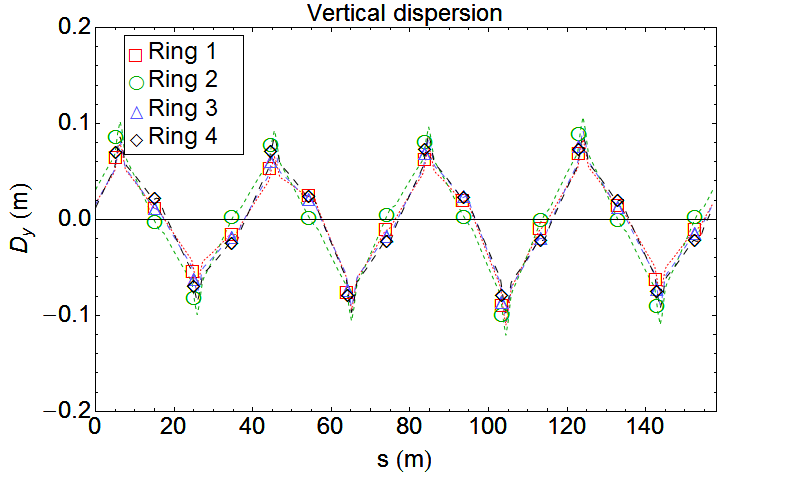 Vertical dispersion
Ring 1
Ring 2
Ring 3
Ring 4
0.2
0.1
0.0
−0.1
−0.2
Dy (m)
0 20 40 60 80 100 120 140
s (m)